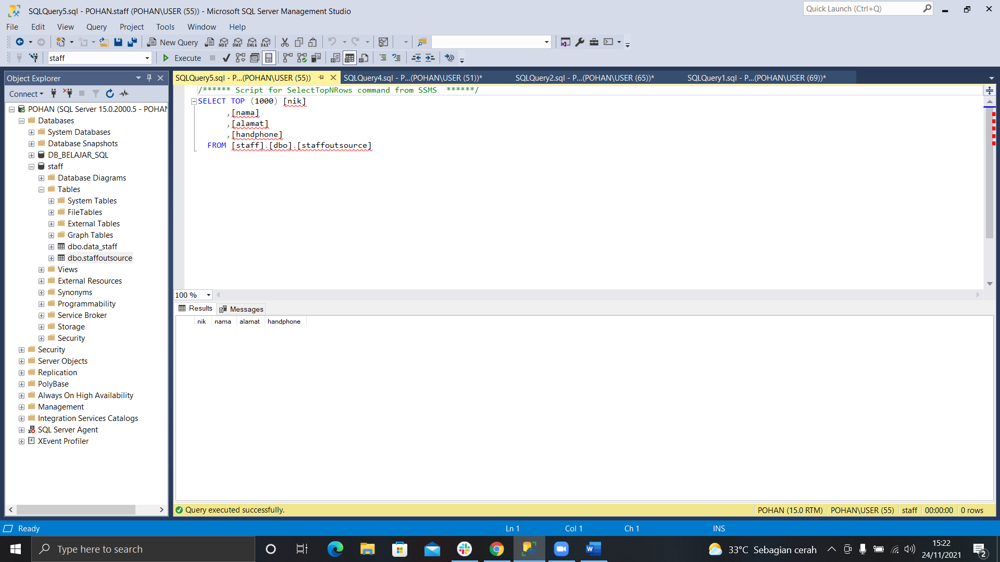 SQLQuery5.sql - POHAN.staff (POHAN\USER (55)) - Microsoft SQL Server Management Studio
Quick Launch (Ctrl+Q)
File Edit View Query Project Tools Window Help
New Query
MDX DMX XMLA DAX
staff
Execute
Object Explorer
SQLQuery5.sql - P...(POHAN\USER (55))
SQLQuery4.sql - P...(POHAN\USER (51))*
SQLQuery2.sql - P...(POHAN\USER (65))*
SQLQuery1.sql - P...(POHAN\USER (69))*
Connect
POHAN (SQL Server 15.0.2000.5 - POHAN
Databases
System Databases
Database Snapshots
DB_BELAJAR_SQL
staff
Database Diagrams
Tables
System Tables
FileTables
External Tables
Graph Tables
dbo.data_staff
dbo.staffoutsource
Views
External Resources
Synonyms
Programmability
Service Broker
Storage
Security
Security
Server Objects
Replication
PolyBase
Always On High Availability
Management
Integration Services Catalogs
SQL Server Agent
XEvent Profiler
/****** Script for SelectTopNRows command from SSMS  ******/
SELECT TOP (1000) [nik]
,[nama]
,[alamat]
,[handphone]
FROM [staff].[dbo].[staffoutsource]
100 %
Results Messages
nik nama alamat handphone
Query executed successfully.
POHAN (15.0 RTM) POHAN\USER (55) staff 00:00:00 0 rows
Ready Ln 1 Col 1 Ch 1 INS
Type here to search
33°C Sebagian cerah
15:22
24/11/2021
2